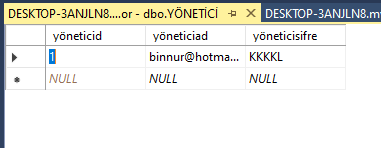 DESKTOP-3ANJLN8....or - dbo.YÖNETİCİ DESKTOP-3ANJLN8.m
yöneticid yöneticiad yöneticisifre
1 binnur@hotma... KKKKL
NULL NULL NULL